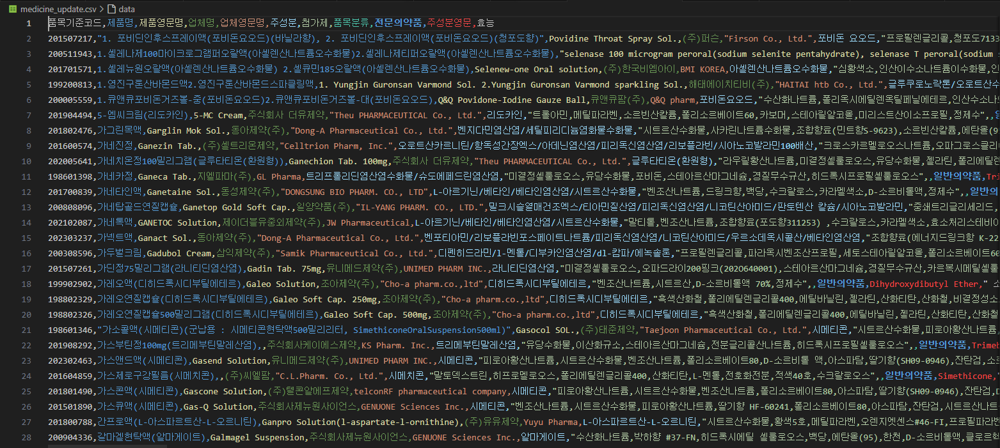 medicine_update.csv > data
1 품목기준코드,제품명,제품영문명,업체명,업체영문명,주성분,첨가제,품목분류,전문의약품,주성분영문,효능
2 201507217,"1. 포비딘인후스프레이액(포비돈요오드)(바닐라향), 2. 포비딘인후스프레이액(포비돈요오드)(청포도향)",Povidine Throat Spray Sol.,(주)퍼슨,"Firson Co., Ltd.",포비돈 요오드,"프로필렌글리콜,청포도7133
3 200511943,1.셀레나제100마이크로그램퍼오랄액(아셀렌산나트륨오수화물)2.셀레나제티퍼오랄액(아셀렌산나트륨오수화물),"selenase 100 microgram peroral(sodium selenite pentahydrate), selenase T peroral(sodium
4 201701571,1.셀레뉴원오랄액(아셀렌산나트륨오수화물) 2.셀큐민185오랄액(아셀렌산나트륨오수화물),Selenew-one Oral solution,(주)한국비엠아이,BMI KOREA,아셀렌산나트륨오수화물,"심황색소,인산이수소나트륨이수화물,인
5 199200813,1.영진구론산바몬드액2.영진구론산바몬드스파클링액,1. Yungjin Guronsan Varmond Sol. 2.Yungjin Guronsan Varmond sparkling Sol.,해태에이치티비(주),"HAITAI htb Co., Ltd.",글루쿠로노락톤/오로트산수
6 200005559,1.큐앤큐포비돈거즈볼-중(포비돈요오드)2.큐앤큐포비돈거즈볼-대(포비돈요오드),Q&Q Povidone-Iodine Gauze Ball,큐앤큐팜(주),Q&Q pharm,포비돈요오드,"수산화나트륨,폴리옥시에틸렌옥틸페닐에테르,인산수소나
7 201904494,5-엠씨크림(리도카인),5-MC Cream,주식회사 더유제약,"Theu PHARMACEUTICAL Co., Ltd.",리도카인,"트롤아민,메틸파라벤,소르빈산칼륨,폴리소르베이트60,카보머,스테아릴알코올,미리스트산이소프로필,정제수",,일
8 201802476,가그린목액,Garglin Mok Sol.,동아제약(주),"Dong-A Pharmaceutical Co., Ltd.",벤지다민염산염/세틸피리디늄염화물수화물,"시트르산수화물,사카린나트륨수화물,조합향료(민트향S-9623),소르빈산칼륨,에탄올(9
9 201600574,가네진정,Ganezin Tab.,(주)셀트리온제약,"Celltrion Pharm, Inc.",오로트산카르니틴/항독성간장엑스/아데닌염산염/피리독신염산염/리보플라빈/시아노코발라민100배산,"크로스카르멜로오스나트륨,오파그로스글리
10 202005641,가네치온정100밀리그램(글루타티온(환원형)),Ganechion Tab. 100mg,주식회사 더유제약,"Theu PHARMACEUTICAL Co., Ltd.",글루타티온(환원형),"라우릴황산나트륨,미결정셀룰로오스,유당수화물,젤라틴,폴리에틸렌
11 198601398,가네카정,Ganeca Tab.,지엘파마(주),GL Pharma,트리프롤리딘염산염수화물/슈도에페드린염산염,"미결정셀룰로오스,유당수화물,포비돈,스테아르산마그네슘,경질무수규산,히드록시프로필셀룰로오스",,일반의약품,Tri
12 201700839,가네타인액,Ganetaine Sol.,동성제약(주),"DONGSUNG BIO PHARM. CO., LTD",L-아르기닌/베타인/베타인염산염/시트르산수화물,"벤조산나트륨,드링크향,백당,수크랄로스,카라멜색소,D-소르비톨액,정제수",,일반의
13 200808096,가네탑골드연질캡슐,Ganetop Gold Soft Cap.,일양약품(주),"IL-YANG PHARM. CO., LTD.",밀크시슬열매건조엑스/티아민질산염/피리독신염산염/니코틴산아미드/판토텐산 칼슘/시아노코발라민,"중쇄트리글리세리드,
14 202102087,가네톡액,GANETOC Solution,제이더블유중외제약(주),JW Pharmaceutical,L-아르기닌/베타인/베타인염산염/시트르산수화물,"말티톨,벤조산나트륨,조합향료(포도향311253) ,수크랄로스,카라멜색소,효소처리스테비아
15 202303237,가넥트액,Ganact Sol.,동아제약(주),"Dong-A Pharmaceutical Co., Ltd.",벤포티아민/리보플라빈포스페이트나트륨/피리독신염산염/니코틴산아미드/우르소데옥시콜산/베타인염산염,"조합향료(에너지드링크향 K-22
16 200308596,가두벌크림,Gadubol Cream,삼익제약(주),"Samik Pharmaceutical Co., Ltd.",디펜히드라민/l-멘톨/디부카인염산염/dl-캄파/에녹솔론,"프로필렌글리콜,파라옥시벤조산프로필,세토스테아릴알코올,폴리소르베이트60
17 201507261,가딘정75밀리그램(라니티딘염산염),Gadin Tab. 75mg,유니메드제약(주),UNIMED PHARM INC.,라니티딘염산염,"미결정셀룰로오스,오파드라이200핑크(202O640001),스테아르산마그네슘,경질무수규산,카르복시메틸셀룰
18 199902902,가레오액(디히드록시디부틸에테르),Galeo Solution,조아제약(주),"Cho-a pharm.co.,ltd",디히드록시디부틸에테르,"벤조산나트륨,시트르산,D-소르비톨액 70%,정제수",,일반의약품,Dihydroxydibutyl Ether," 소
19 198802329,가레오연질캡슐(디히드록시디부틸에테르),Galeo Soft Cap. 250mg,조아제약(주),"Cho-a pharm.co.,ltd",디히드록시디부틸에테르,"흑색산화철,폴리에틸렌글리콜400,에틸바닐린,젤라틴,산화티탄,산화철,비결정성소
20 198802326,가레오연질캡슐500밀리그램(디히드록시디부틸에테르),Galeo Soft Cap. 500mg,조아제약(주),"Cho-a pharm.co.,ltd",디히드록시디부틸에테르,"흑색산화철,폴리에틸렌글리콜400,에틸바닐린,젤라틴,산화티탄,산화철
21 198601346,"가소콜액(시메티콘)(군납용 : 시메티콘현탁액500밀리리터, SimethiconeOralSuspension500ml)",Gasocol SOL.,(주)태준제약,"Taejoon Pharmaceutical Co., Ltd.",시메티콘,"시트르산수화물,피로아황산나트륨,
22 201908292,가스부틴정100mg(트리메부틴말레산염),,주식회사케이에스제약,KS Pharm. Inc.,트리메부틴말레산염,"유당수화물,이산화규소,스테아르산마그네슘,전분글리콜산나트륨,히드록시프로필셀룰로오스",,일반의약품,Trimeb
23 202302463,가스앤드액(시메티콘),Gasend Solution,유니메드제약(주),UNIMED PHARM INC.,시메티콘,"피로아황산나트륨,시트르산수화물,벤조산나트륨,폴리소르베이트80,D-소르비톨 액,아스파탐,딸기향(SH09-0946),잔탄검,소
24 201604859,가스제로구강필름(시메치콘),,(주)씨엘팜,"C.L.Pharm. Co., Ltd.",시메치콘,"말토덱스트린,히프로멜로오스,폴리에틸렌글리콜400,산화티탄,L-멘톨,전호화전분,적색40호,수크랄로오스",,일반의약품,Simethicone,"
25 201801490,가스콘액(시메티콘),Gascone Solution,(주)텔콘알에프제약,telconRF pharmaceutical company,시메티콘,"피로아황산나트륨,시트르산수화물,벤조산나트륨,폴리소르베이트80,아스파탐,딸기향(SH09-0946),잔탄검,D
26 201501890,가스큐액(시메티콘),Gas-Q Solution,주식회사제뉴원사이언스,GENUONE Sciences Inc.,시메티콘,"벤조산나트륨,시트르산수화물,피로아황산나트륨,딸기향 HF-60241,폴리소르베이트80,아스파탐,잔탄검,시트르산나트
27 201800788,간프로액(L-아스파르트산-L-오르니틴),Ganpro Solution(l-aspartate-l-ornithine),(주)유유제약,Yuyu Pharma,L-아스파르트산-L-오르니틴,"시트르산수화물,황색5호,메틸파라벤,오렌지엣센스#46-FI,프로필파라벤
28 200904336,갈마겔현탁액(알마게이트),Galmagel Suspension,주식회사제뉴원사이언스,GENUONE Sciences Inc.,알마게이트,"수산화나트륨,박하향 #37-FN,히드록시에틸 셀룰로오스,백당,에탄올(95),한천,D-소르비톨액,클로르헥